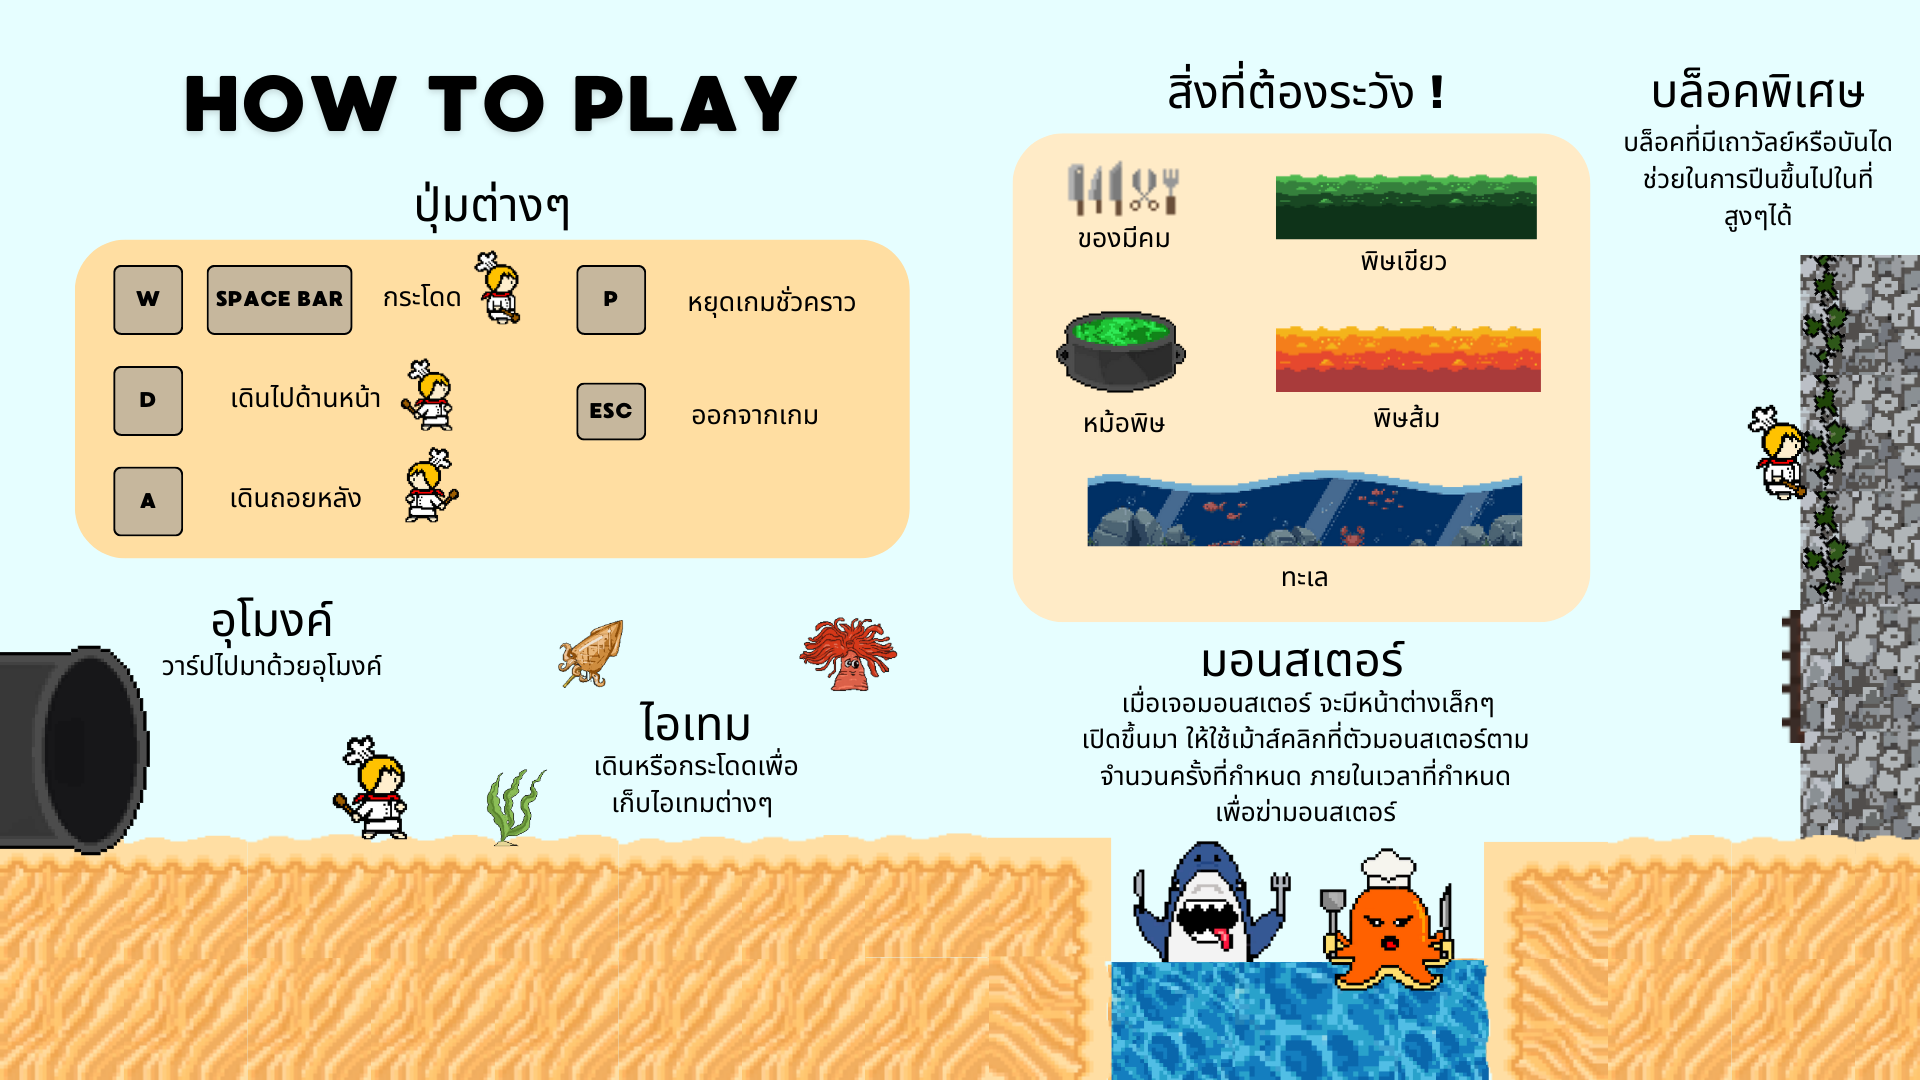 HOW TO PLAY
ปุ่มต่างๆ
W
SPACE BAR
กระโดด
P
หยุดเกมชั่วคราว
D
เดินไปด้านหน้า
ESC
ออกจากเกม
A
เดินถอยหลัง
สิ่งที่ต้องระวัง !
ของมีคม
พิษเขียว
หม้อพิษ
พิษส้ม
ทะเล
บล็อคพิเศษ
บล็อคที่มีเถาวัลย์หรือบันได
ช่วยในการปีนขึ้นไปในที่
สูงๆได้
อุโมงค์
วาร์ปไปมาด้วยอุโมงค์
ไอเทม
เดินหรือกระโดดเพื่อ
เก็บไอเทมต่างๆ
มอนสเตอร์
เมื่อเจอมอนสเตอร์ จะมีหน้าต่างเล็กๆ
เปิดขึ้นมา ให้ใช้เม้าส์คลิกที่ตัวมอนสเตอร์ตาม
จำนวนครั้งที่กำหนด ภายในเวลาที่กำหนด
เพื่อฆ่ามอนสเตอร์